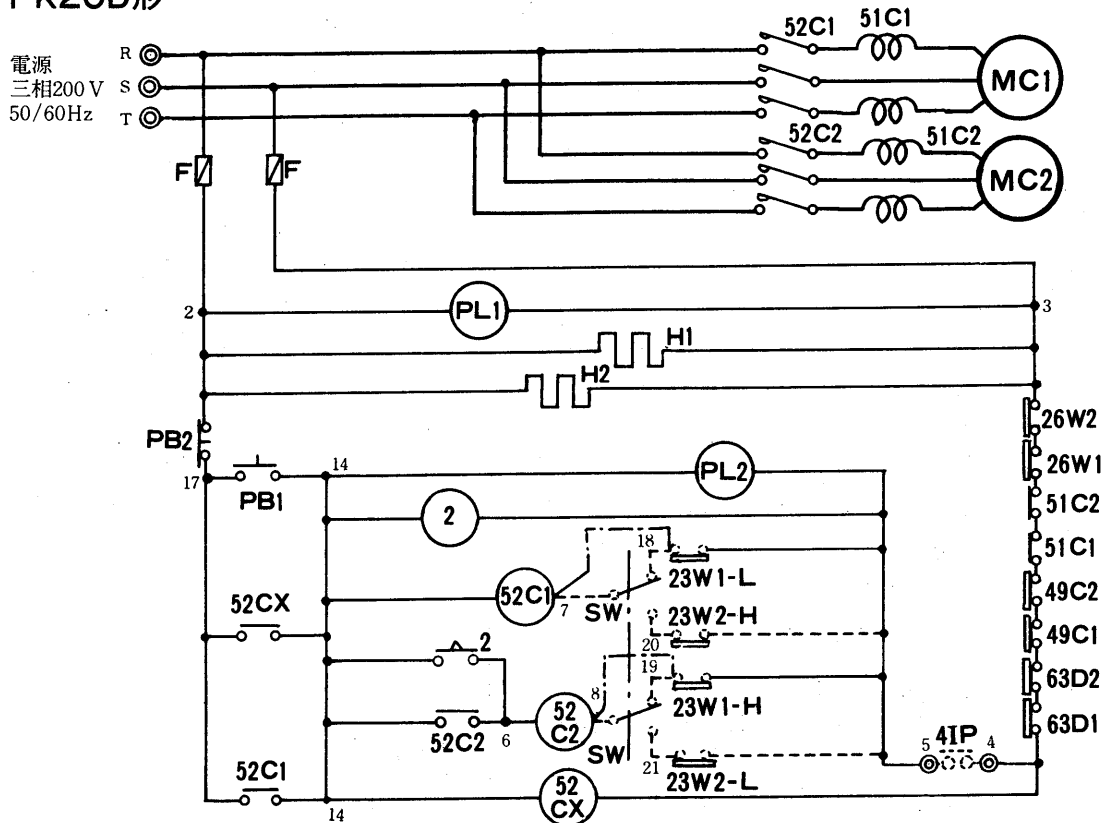 電源
三相200V
50/60Hz
R
S
T
52C1
51C1
MC1
52C2
51C2
MC2
F
F
2
PL1
3
H1
H2
PB2
26W2
26W1
17
PB1
14
PL2
51C2
2
51C1
18
23W1-L
52C1
7
SW
49C2
52CX
23W2-H
20
49C1
2
19
8
63D2
23W1-H
52C2
6
52
C2
SW
63D1
5
4IP
4
21
23W2-L
52C1
14
52
CX